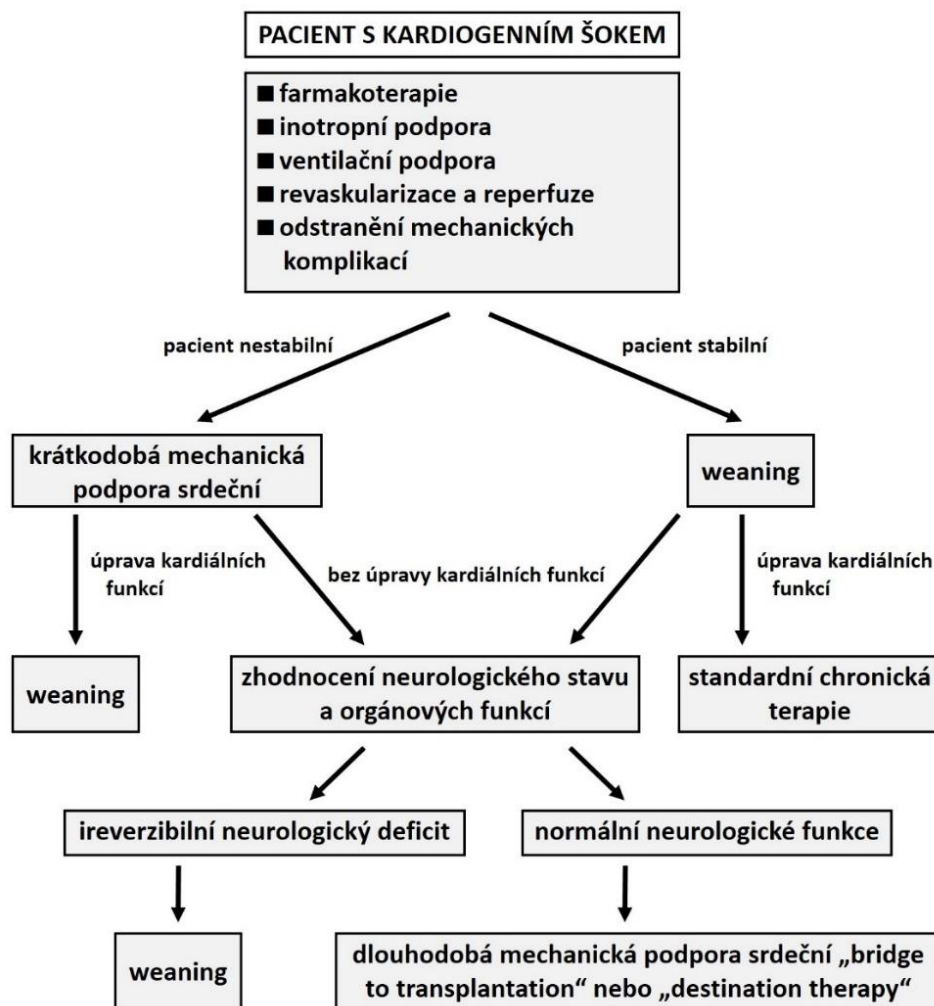 PACIENT S KARDIOGENNÍM ŠOKEM
■ farmakoterapie
■ inotropní podpora
■ ventilační podpora
■ revaskularizace a reperfuze
■ odstranění mechanických
komplikací
pacient nestabilní
pacient stabilní
krátkodobá mechanická
podpora srdeční
weaning
úprava kardiálních
funkcí
bez úpravy kardiálních funkcí
úprava kardiálních
funkcí
weaning
zhodnocení neurologického stavu
a orgánových funkcí
standardní chronická
terapie
ireverzibilní neurologický deficit
normální neurologické funkce
weaning
dlouhodobá mechanická podpora srdeční „bridge
to transplantation“ nebo „destination therapy“